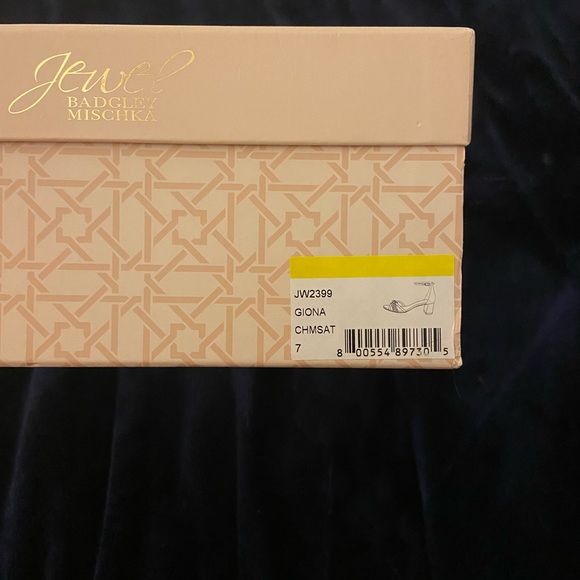 Jewel
BADGLEY
MISCHKA
JW2399
GIONA
CHMSAT
7
8 00554 89730 5